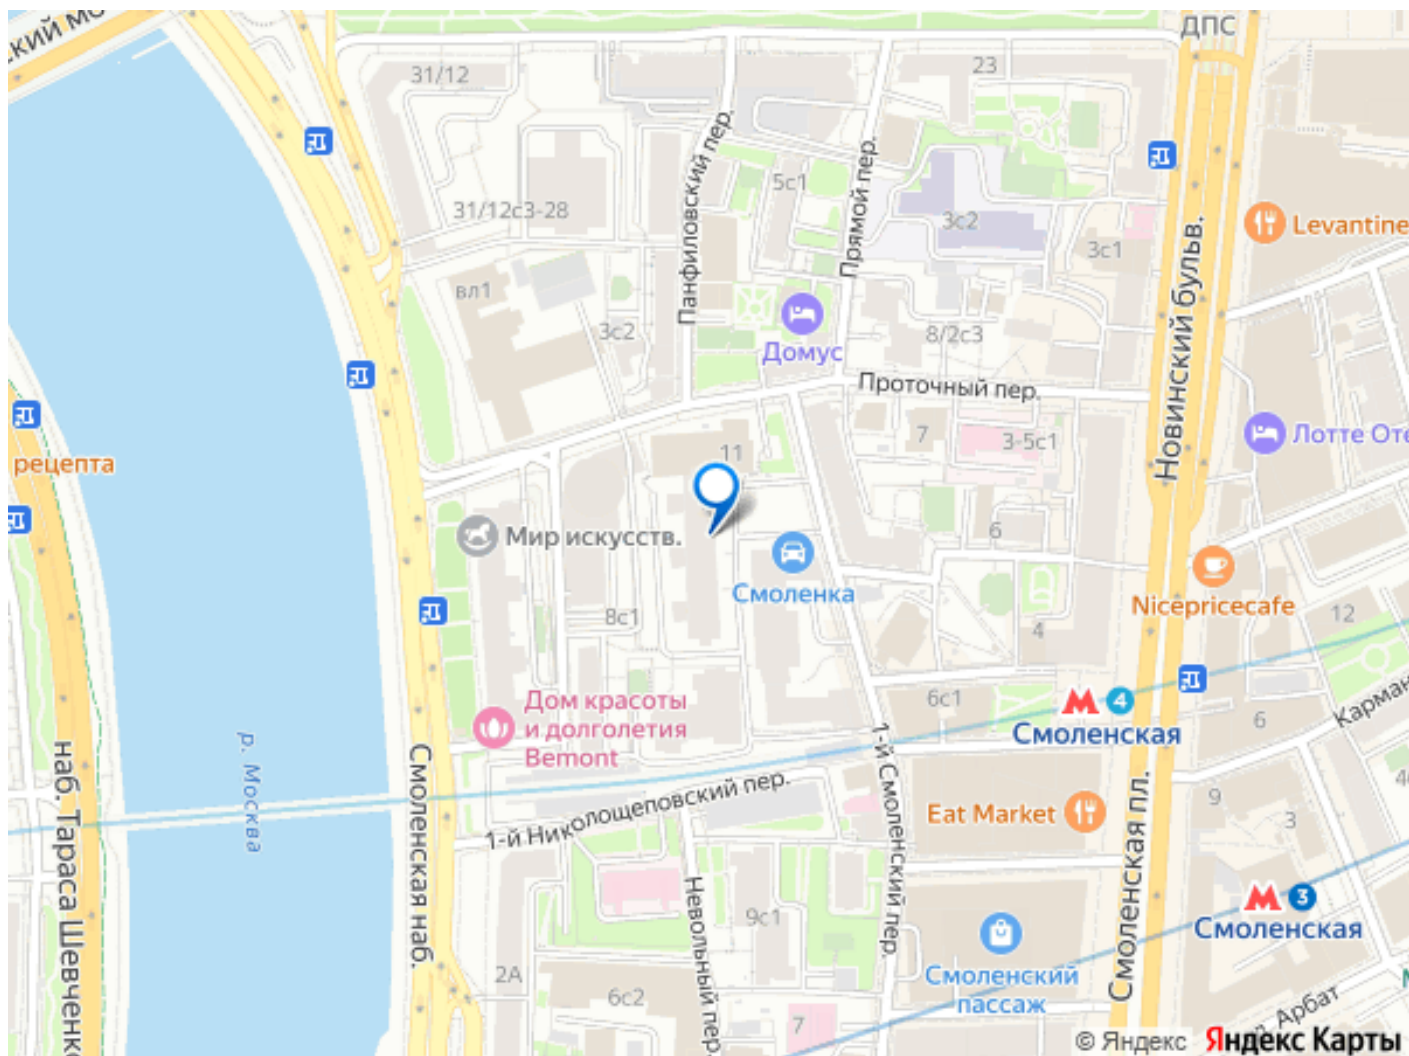 ДПС
31/12
23
Панфиловский пер.
Прямой пер.
5с1
31/12с3-28
3с2
3с1
Levantine
Новинский бульв.
вл1
3с2
Домус
8/2с3
Проточный пер.
7
3-5с1
Лотте Оте
11
рецепта
Мир искусств.
6
Смоленка
Nicepricecafe
12
8с1
4
6с1
4
Смоленская
Дом красоты
и долголетия
Bemont
6
Карман
р. Москва
наб. Тараса Шевченко
Смоленская наб.
1-й Николощеповский пер.
1-й Смоленский пер.
Eat Market
Смоленская пл.
9
3
3
Смоленская
Невольный пер.
9с1
2А
6с2
7
Смоленский
пассаж
Арбат
© Яндекс Яндекс Карты